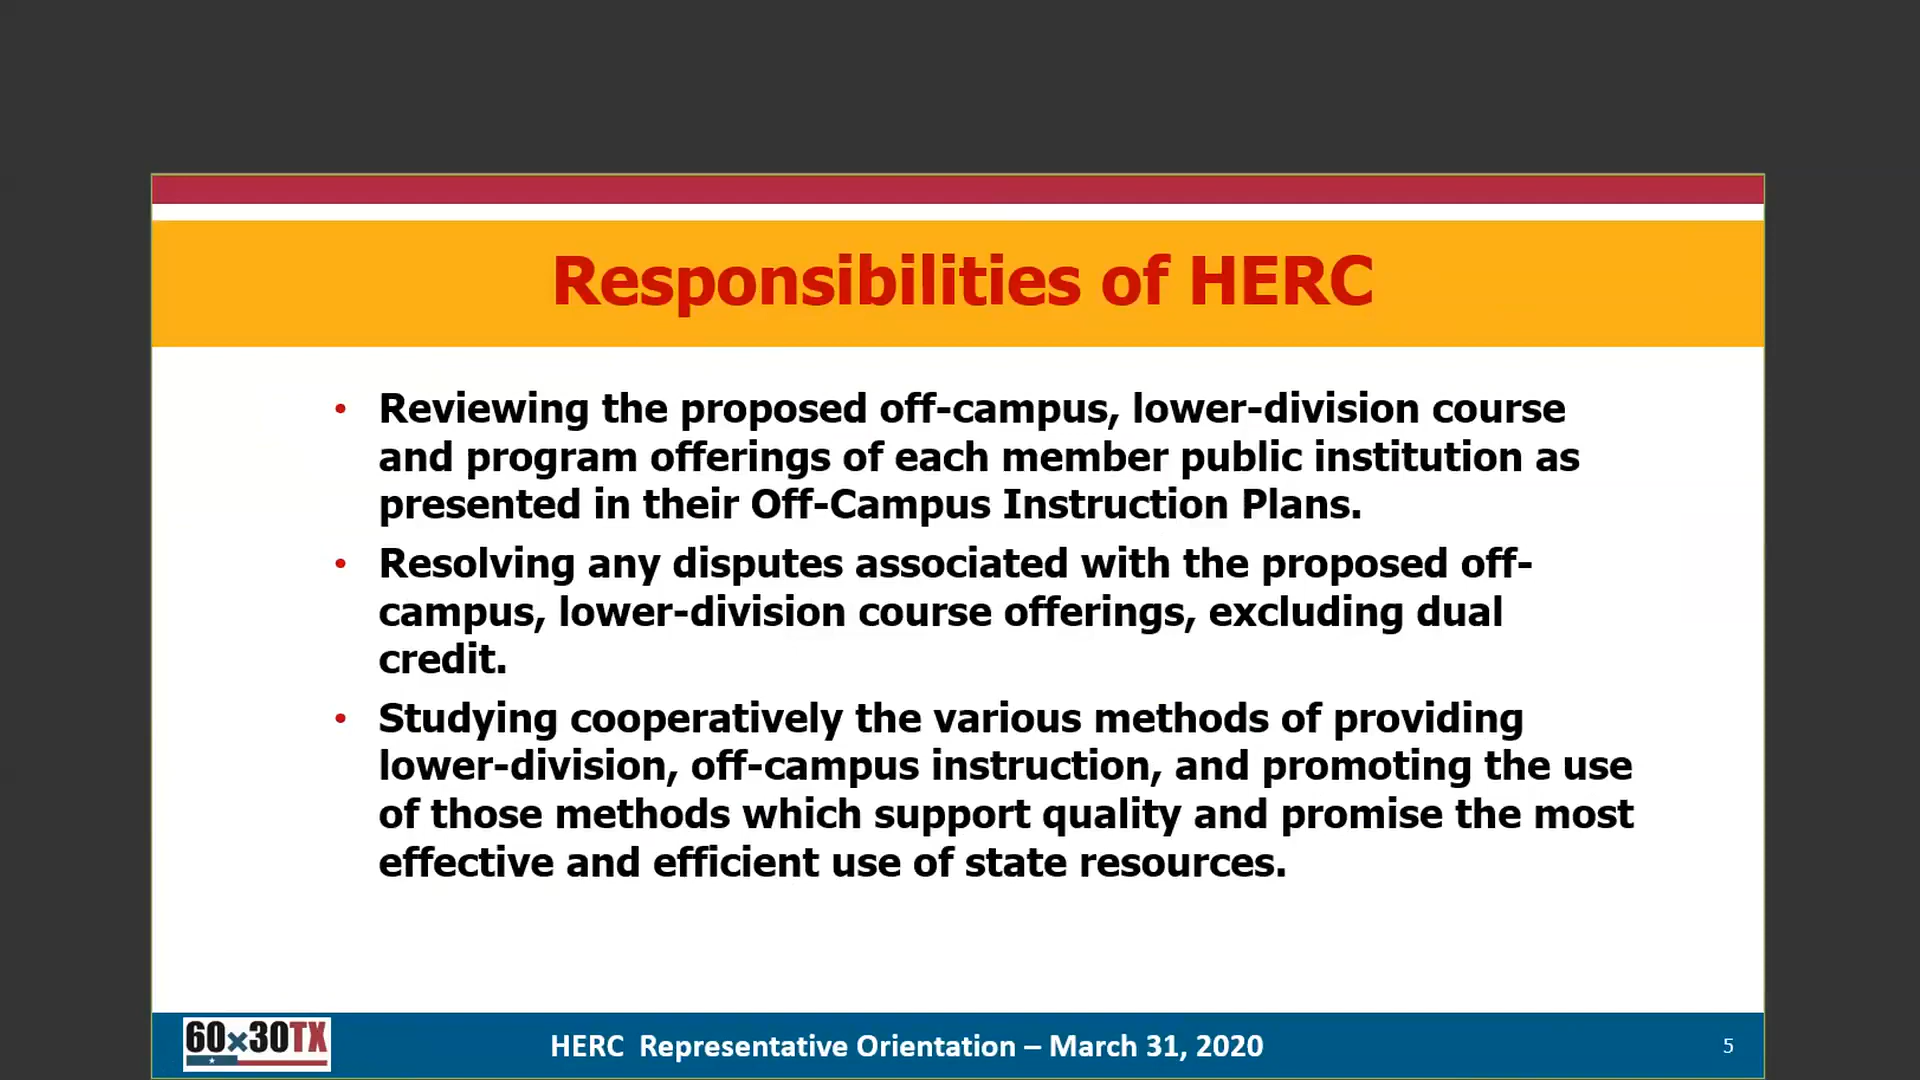 Responsibilities of HERC
• Reviewing the proposed off-campus, lower-division course
and program offerings of each member public institution as
presented in their Off-Campus Instruction Plans.
• Resolving any disputes associated with the proposed off-
campus, lower-division course offerings, excluding dual
credit.
• Studying cooperatively the various methods of providing
lower-division, off-campus instruction, and promoting the use
of those methods which support quality and promise the most
effective and efficient use of state resources.
60x30TX
HERC Representative Orientation – March 31, 2020
5